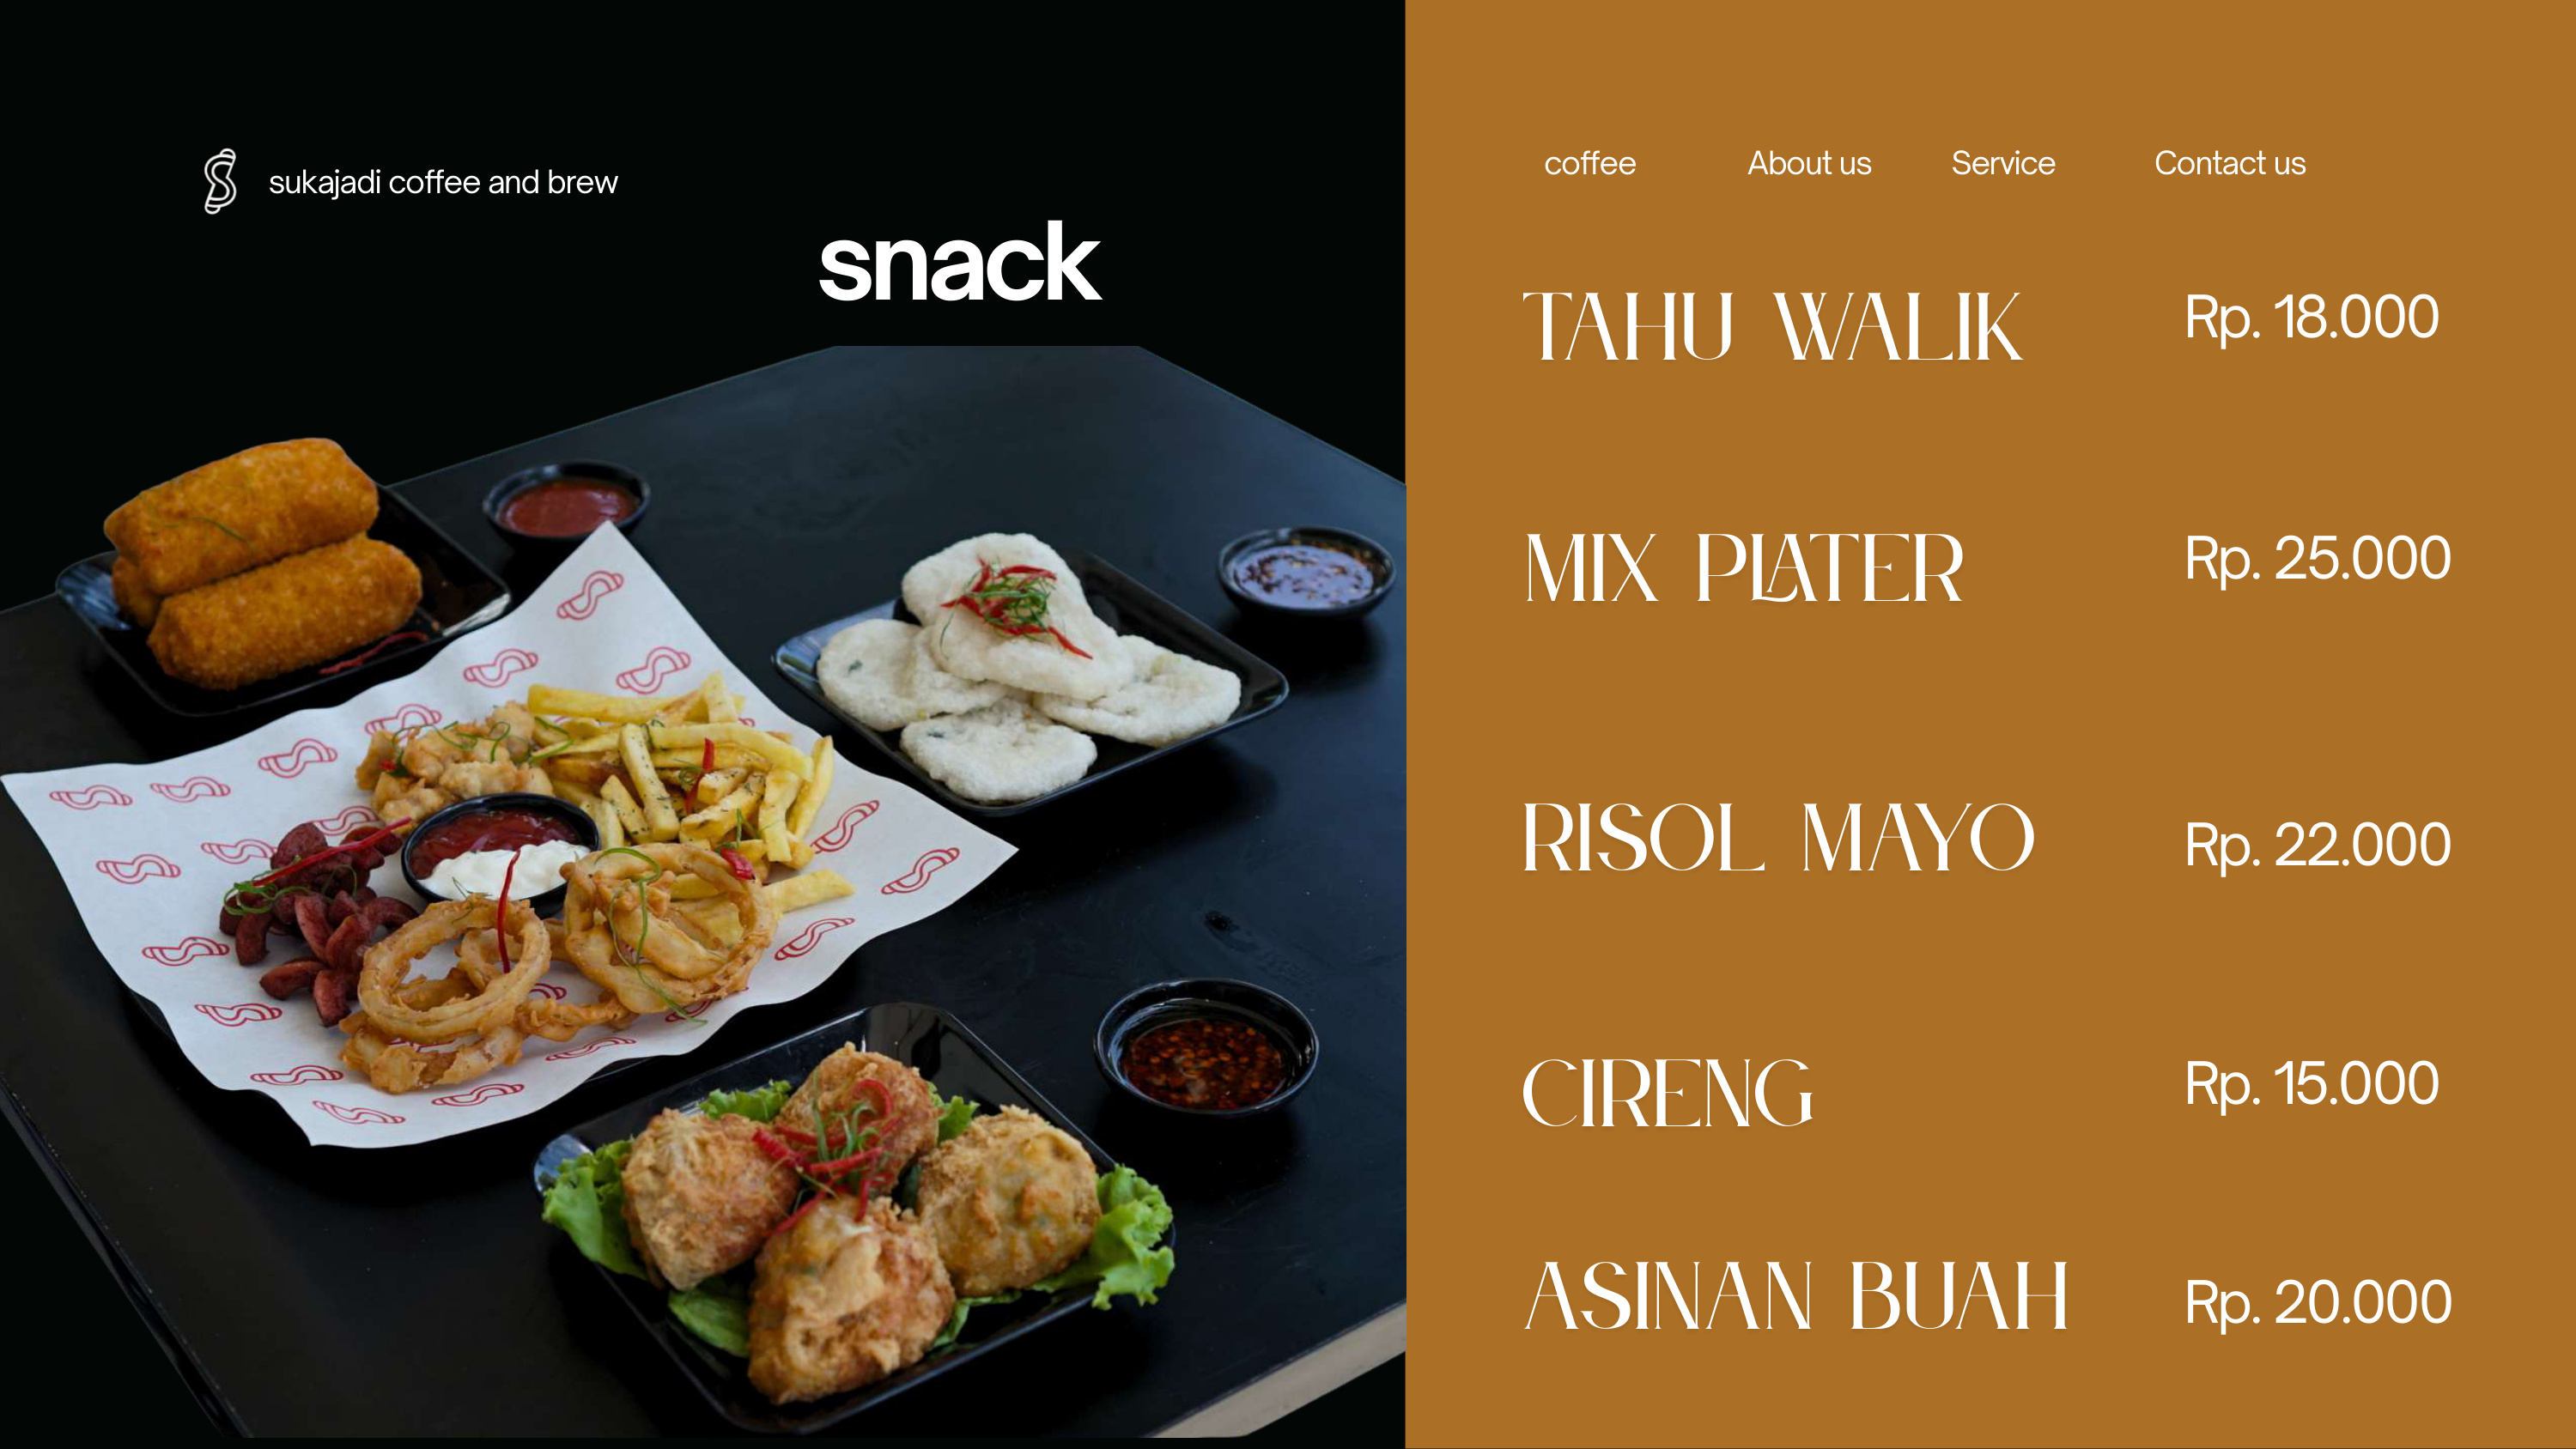 sukajadi coffee and brew
snack
coffee About us Service Contact us
TAHU WALIK Rp. 18.000
MIX PLATER Rp. 25.000
RISOL MAYO Rp. 22.000
CIRENG Rp. 15.000
ASINAN BUAH Rp. 20.000